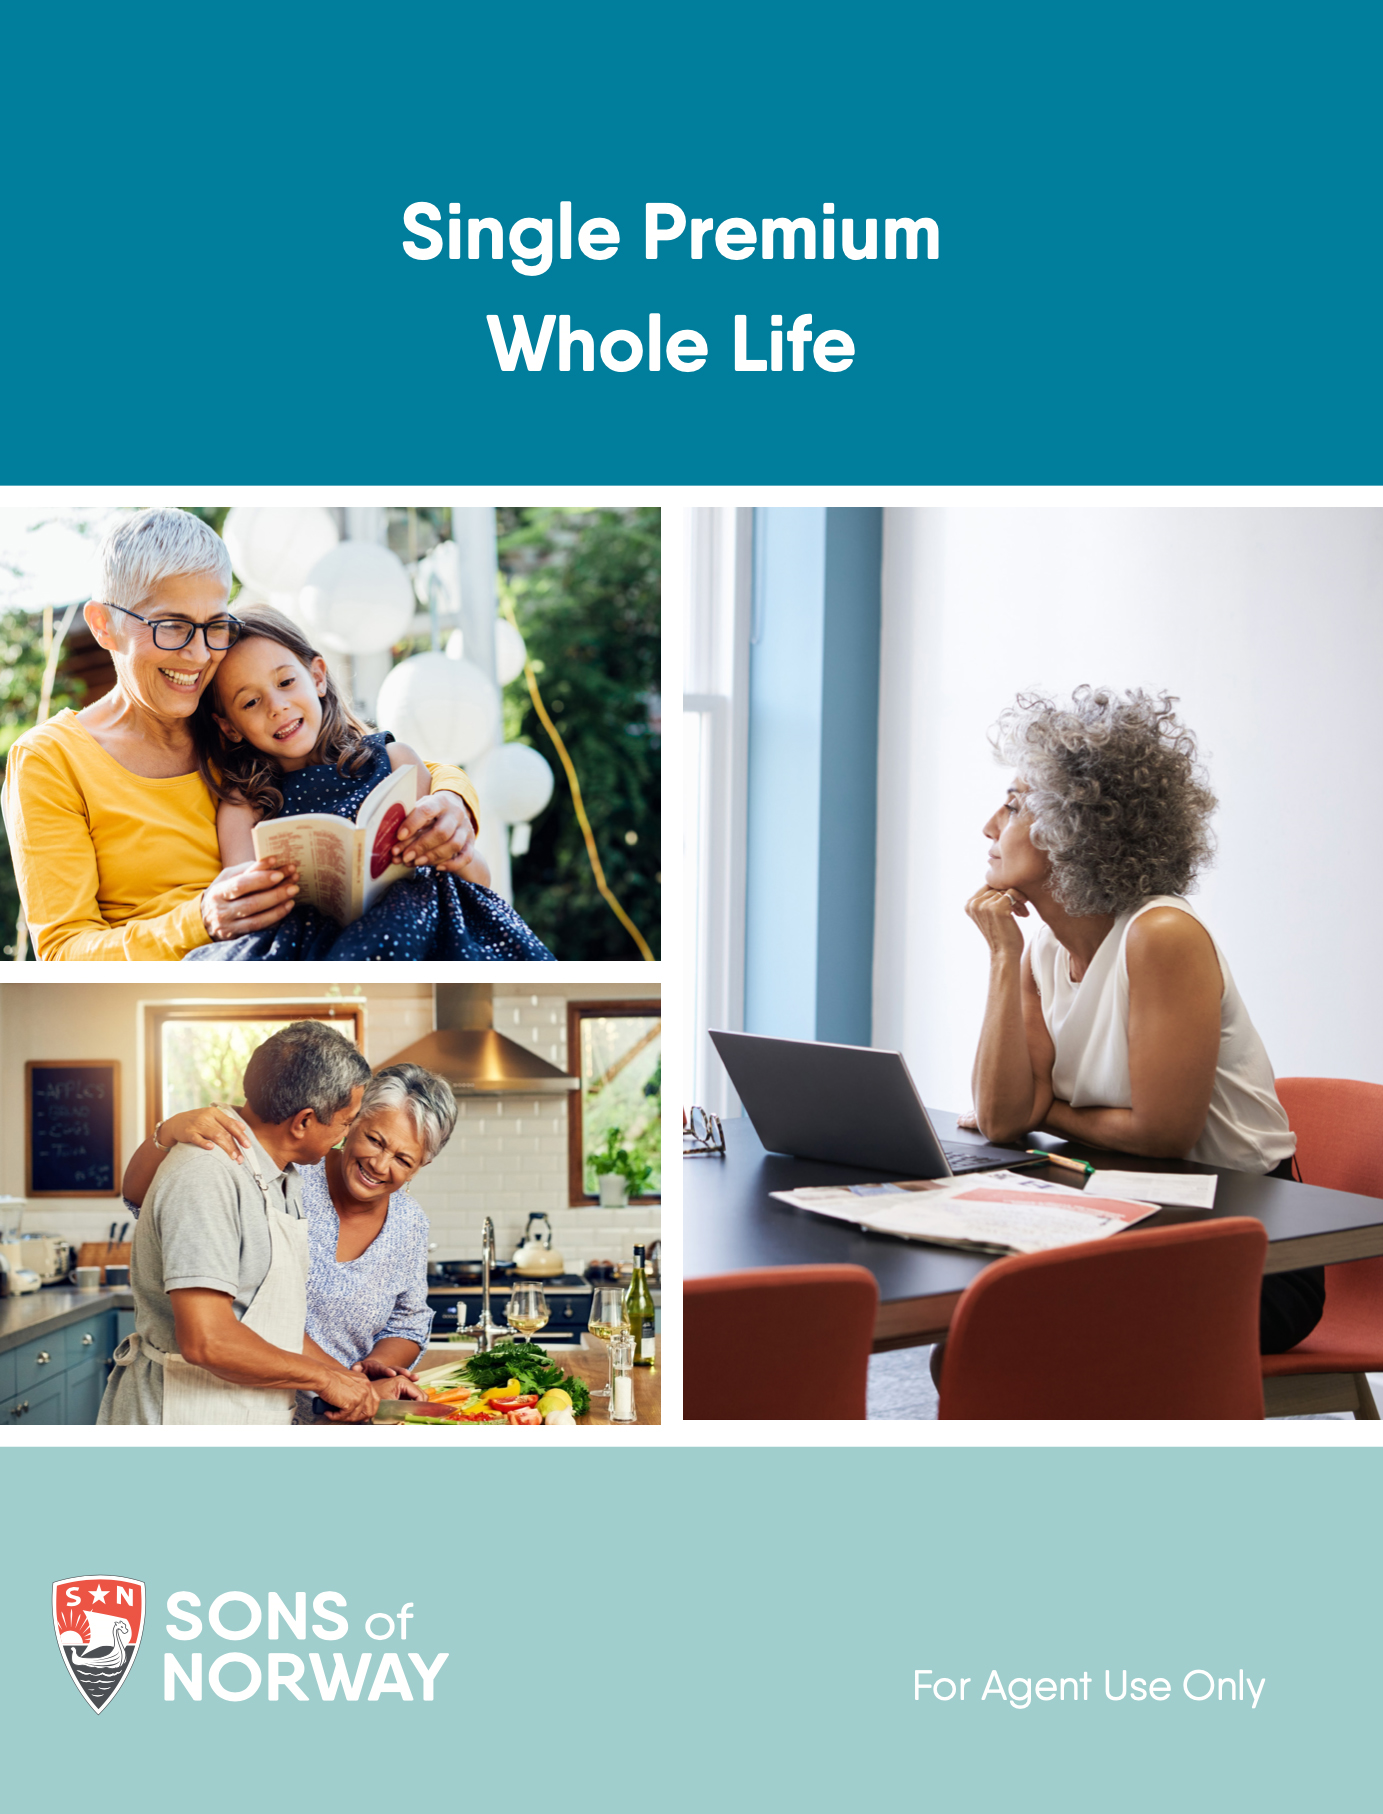 Single Premium
Whole Life
S★N
SONS of
NORWAY
For Agent Use Only